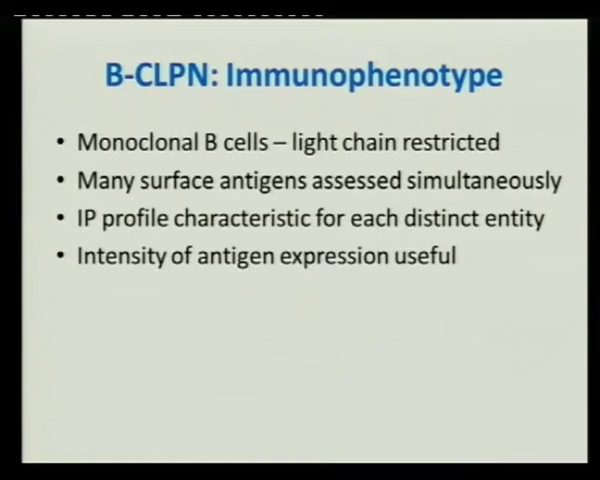 B-CLPN: Immunophenotype
• Monoclonal B cells – light chain restricted
• Many surface antigens assessed simultaneously
• IP profile characteristic for each distinct entity
• Intensity of antigen expression useful